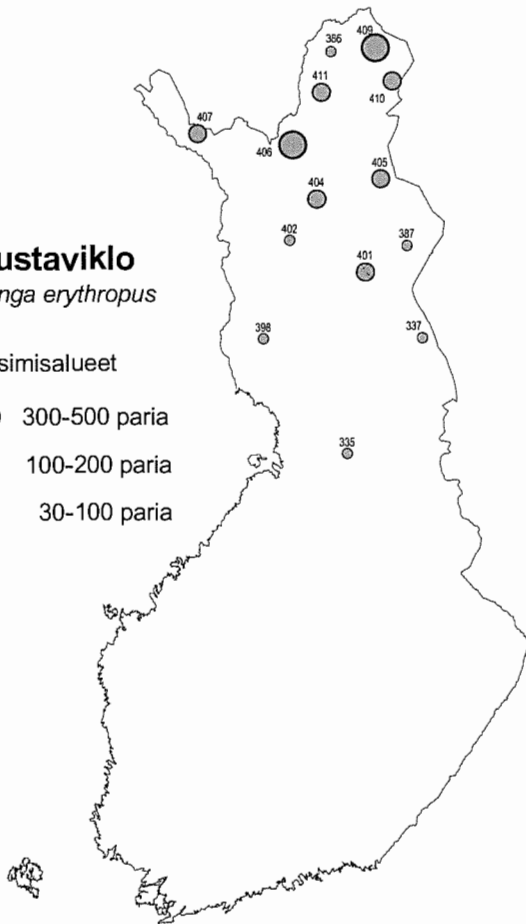 ustaviklo
nga erythropus
simisalueet
300-500 paria
100-200 paria
30-100 paria
386
409
411
410
407
406
405
404
402
387
401
398
337
335